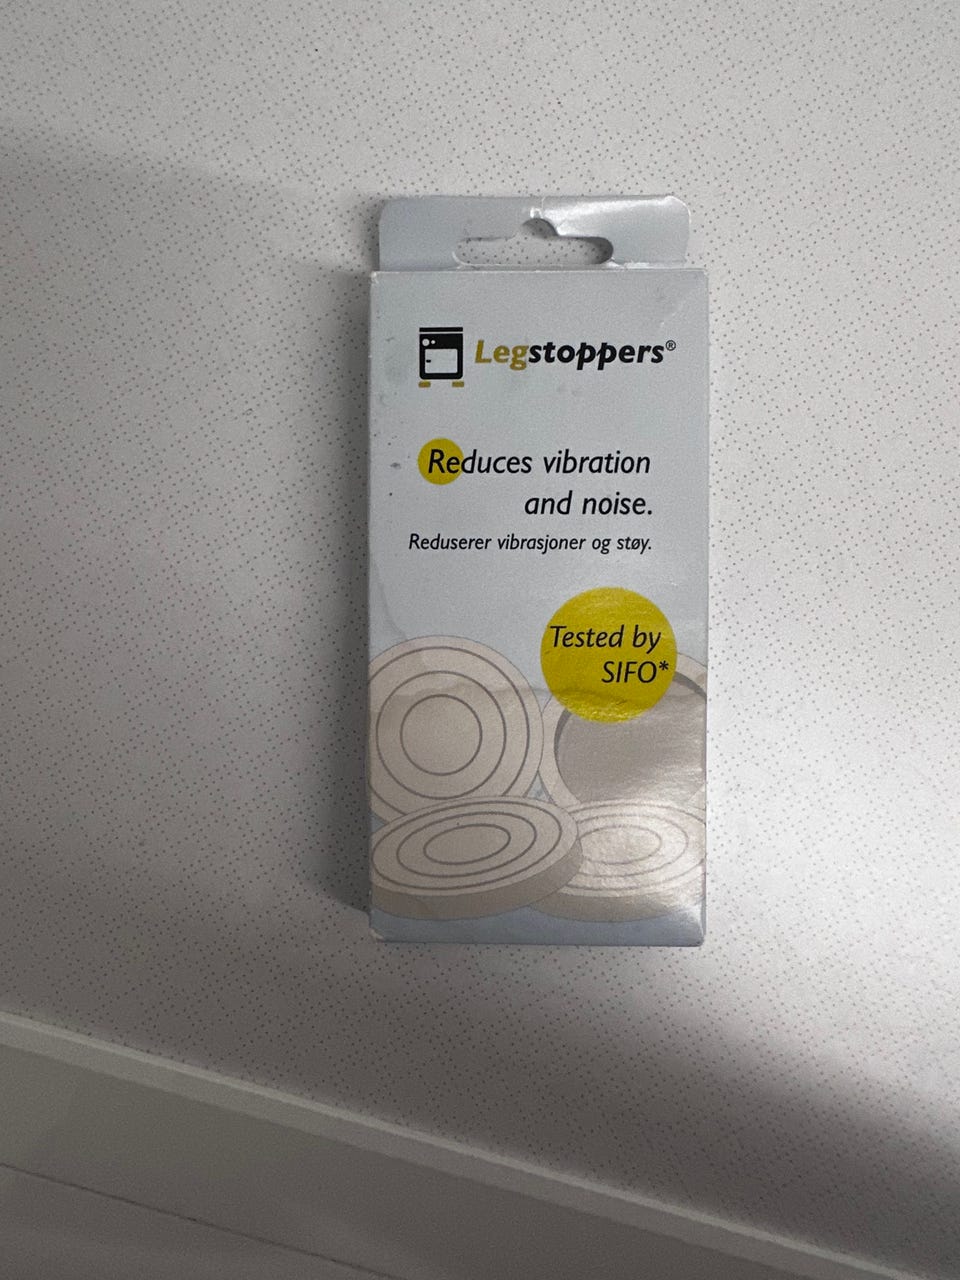 Legstoppers®
Reduces vibration
and noise.
Reduserer vibrasjoner og støy.
Tested by
SIFO*